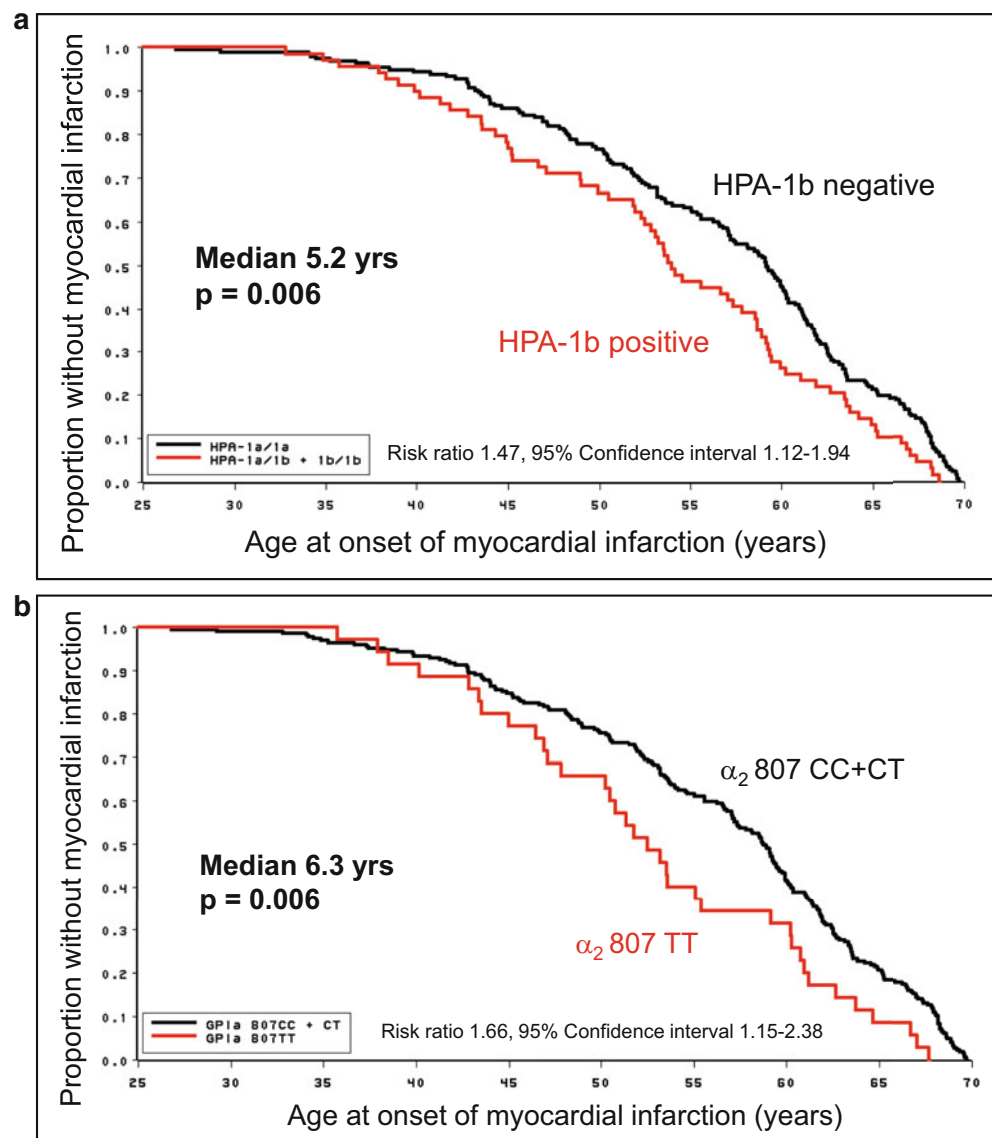 a
Proportion without myocardial infarction
1.0
0.9
0.8
0.7
0.6
0.5
0.4
0.3
0.2
0.1
0.0
HPA-1b negative
Median 5.2 yrs
p = 0.006
HPA-1b positive
HPA-1a/1a
HPA-1a/1b + 1b/1b
Risk ratio 1.47, 95% Confidence interval 1.12-1.94
25 30 35 40 45 50 55 60 65 70
Age at onset of myocardial infarction (years)
b
Proportion without myocardial infarction
1.0
0.9
0.8
0.7
0.6
0.5
0.4
0.3
0.2
0.1
0.0
α₂ 807 CC+CT
Median 6.3 yrs
p = 0.006
α₂ 807 TT
GPIa 807CC + CT
GPIa 807TT
Risk ratio 1.66, 95% Confidence interval 1.15-2.38
25 30 35 40 45 50 55 60 65 70
Age at onset of myocardial infarction (years)